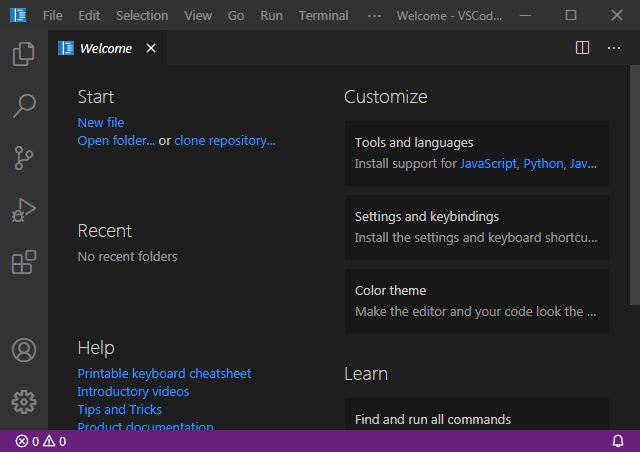 File Edit Selection View Go Run Terminal ··· Welcome - VSCod...
Welcome
Start
New file
Open folder... or clone repository...
Recent
No recent folders
Help
Printable keyboard cheatsheet
Introductory videos
Tips and Tricks
Product documentation
Customize
Tools and languages
Install support for JavaScript, Python, Jav...
Settings and keybindings
Install the settings and keyboard shortcu...
Color theme
Make the editor and your code look the ...
Learn
Find and run all commands
0 0